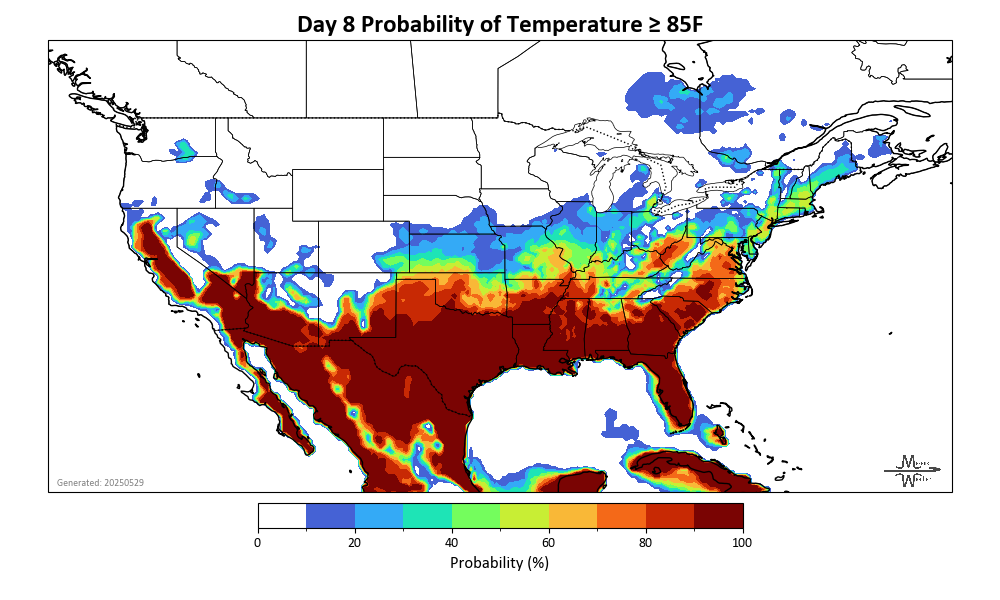 Day 8 Probability of Temperature ≥ 85F
Generated: 20250529
0 20 40 60 80 100
Probability (%)